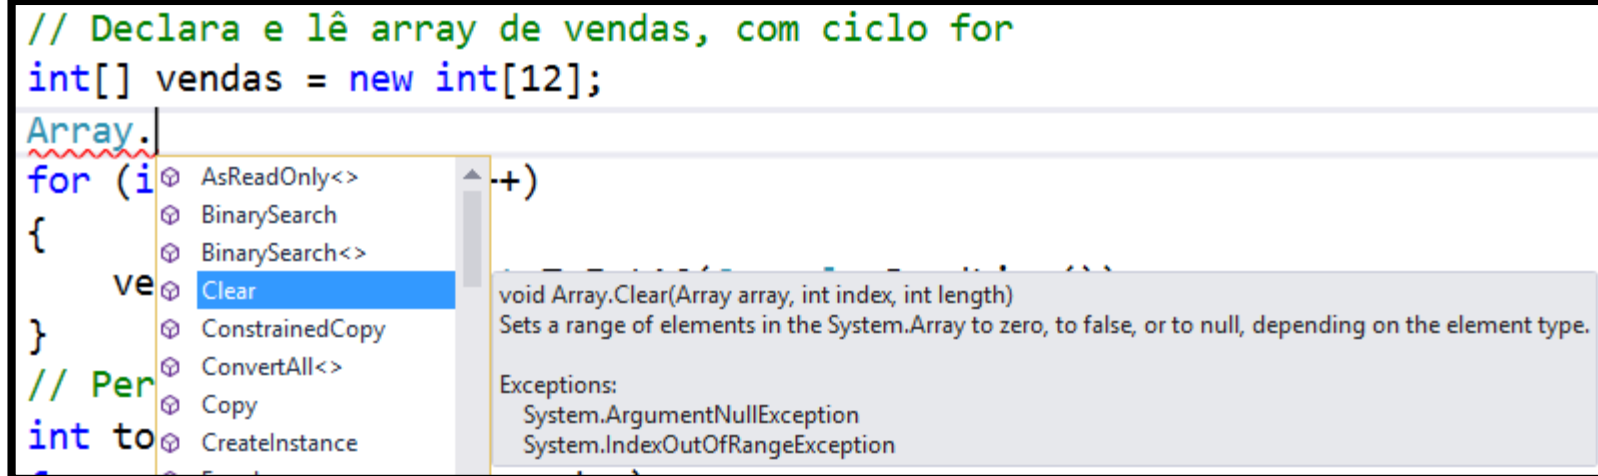 // Declara e lê array de vendas, com ciclo for
int[] vendas = new int[12];
Array.
for (i +)
{
ve
}
// Per
int to
AsReadOnly<>
BinarySearch
BinarySearch<>
Clear
ConstrainedCopy
ConvertAll<>
Copy
CreateInstance
void Array.Clear(Array array, int index, int length)
Sets a range of elements in the System.Array to zero, to false, or to null, depending on the element type.
Exceptions:
System.ArgumentNullException
System.IndexOutOfRangeException